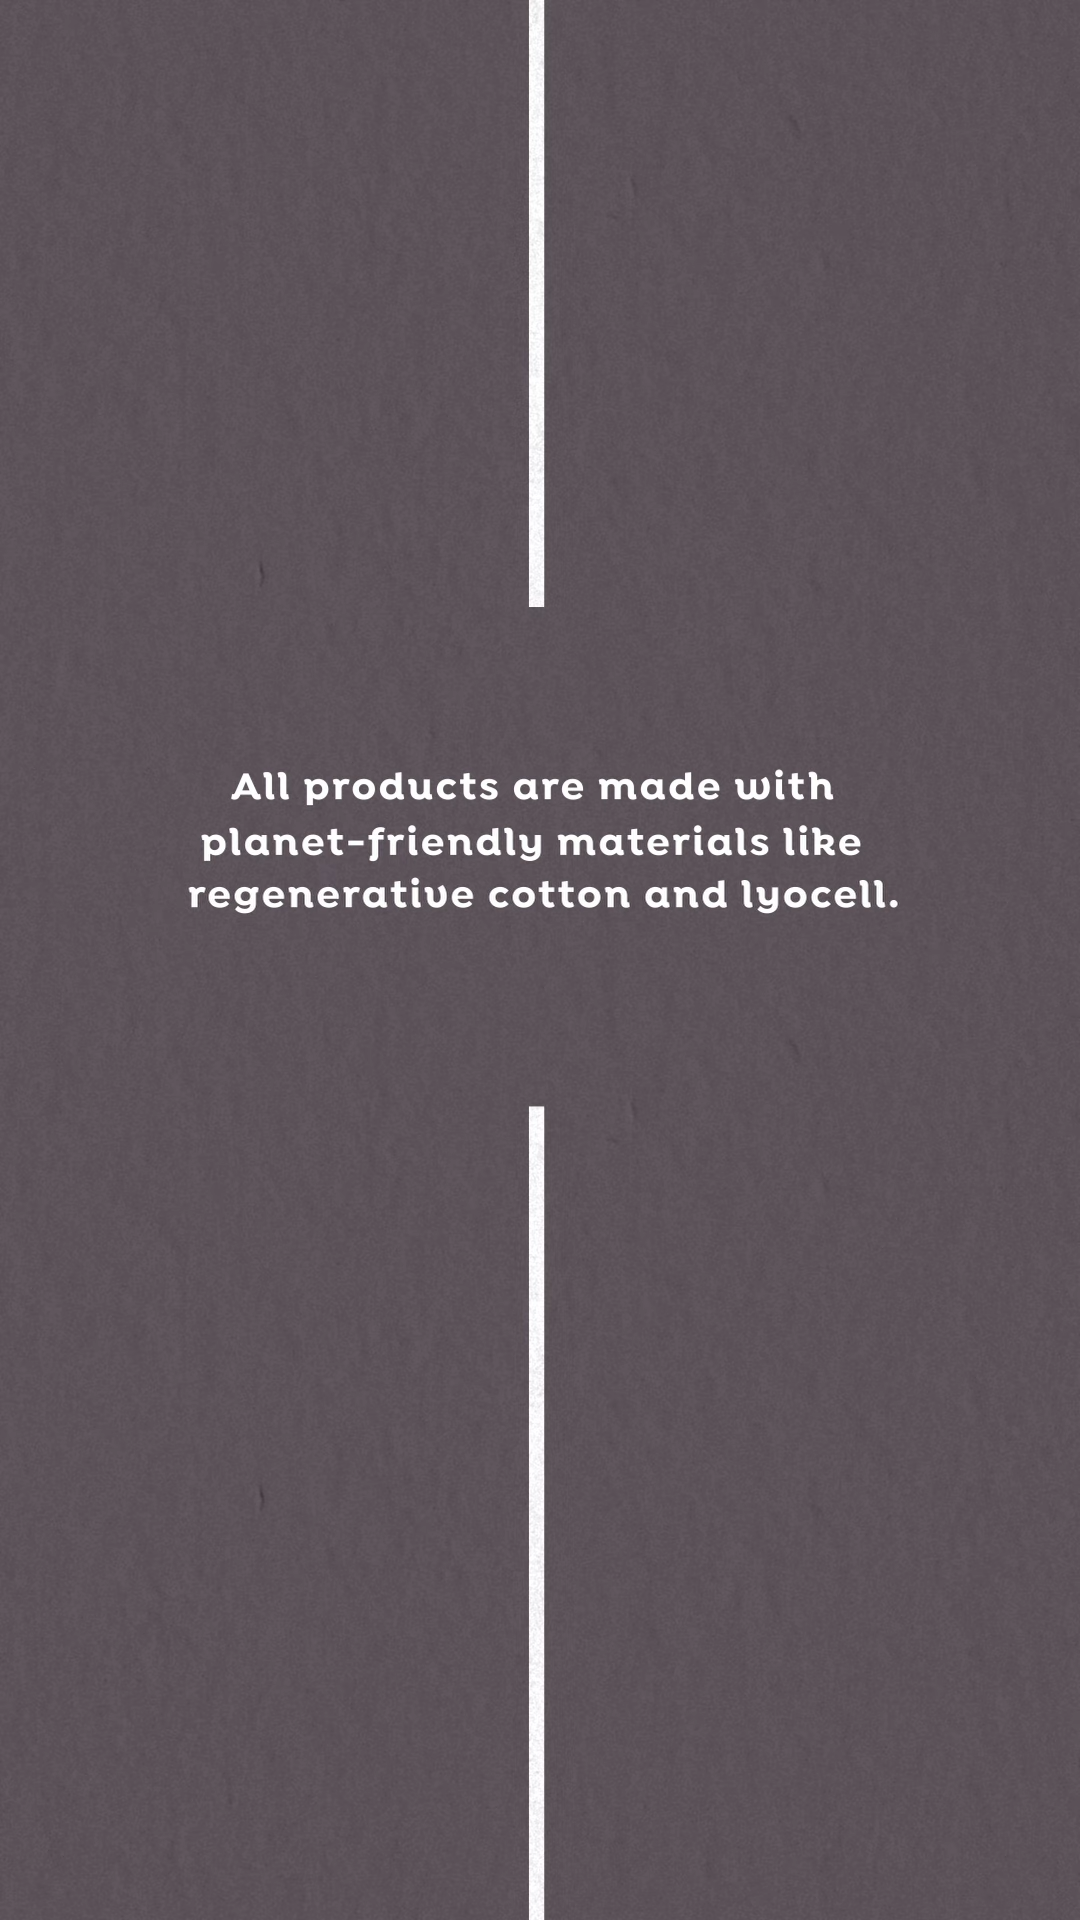 All products are made with
planet-friendly materials like
regenerative cotton and lyocell.